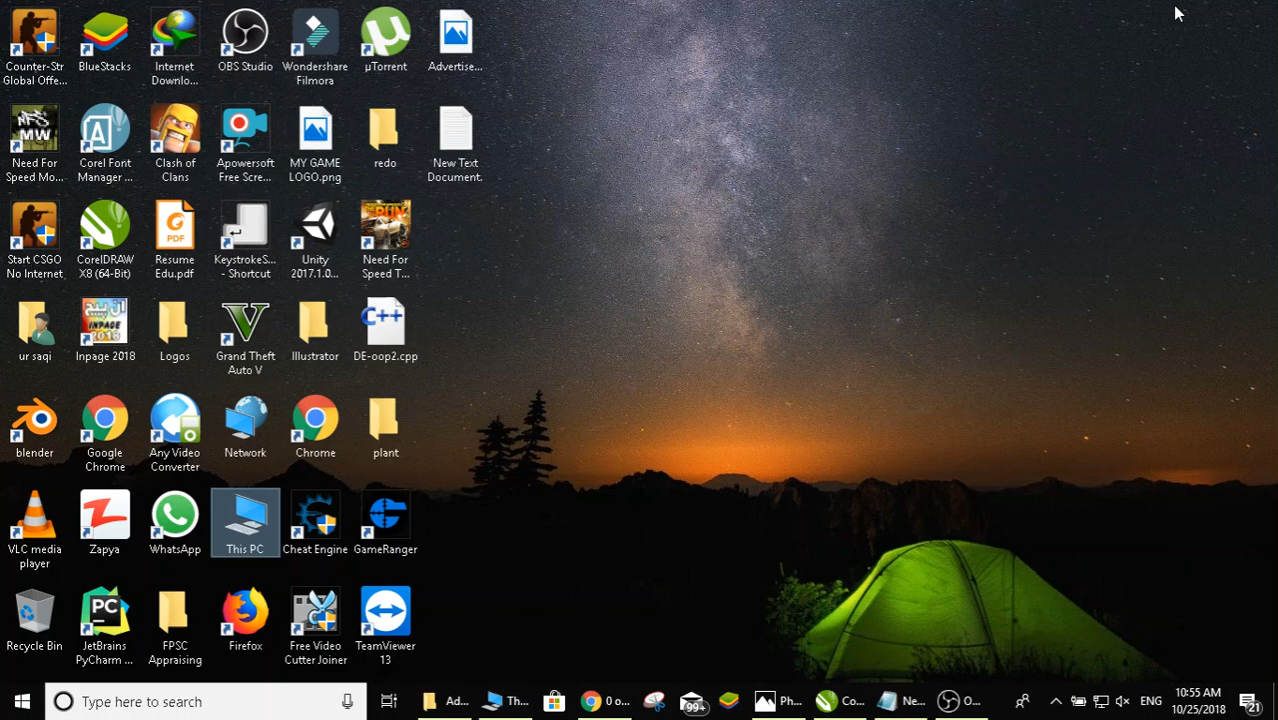 Counter-Str
Global Offe...
BlueStacks
Internet
Downlo...
OBS Studio
Wondershare
Filmora
µTorrent
Advertise...
Need For
Speed Mo...
Corel Font
Manager ...
Clash of
Clans
Apowersoft
Free Scre...
MY GAME
LOGO.png
redo
New Text
Document.
Start CSGO
No Internet
CorelDRAW
X8 (64-Bit)
Resume
Edu.pdf
KeystrokeS...
- Shortcut
Unity
2017.1.0...
Need For
Speed T...
ur saqi
Inpage 2018
Logos
Grand Theft
Auto V
Illustrator
DE-oop2.cpp
blender
Google
Chrome
Any Video
Converter
Network
Chrome
plant
VLC media
player
Zapya
WhatsApp
This PC
Cheat Engine
GameRanger
Recycle Bin
JetBrains
PyCharm ...
FPSC
Appraising
Firefox
Free Video
Cutter Joiner
TeamViewer
13
Type here to search
Ad...
Th...
0 o...
99+
Ph...
Co...
Ne...
O...
ENG
10:55 AM
10/25/2018
21